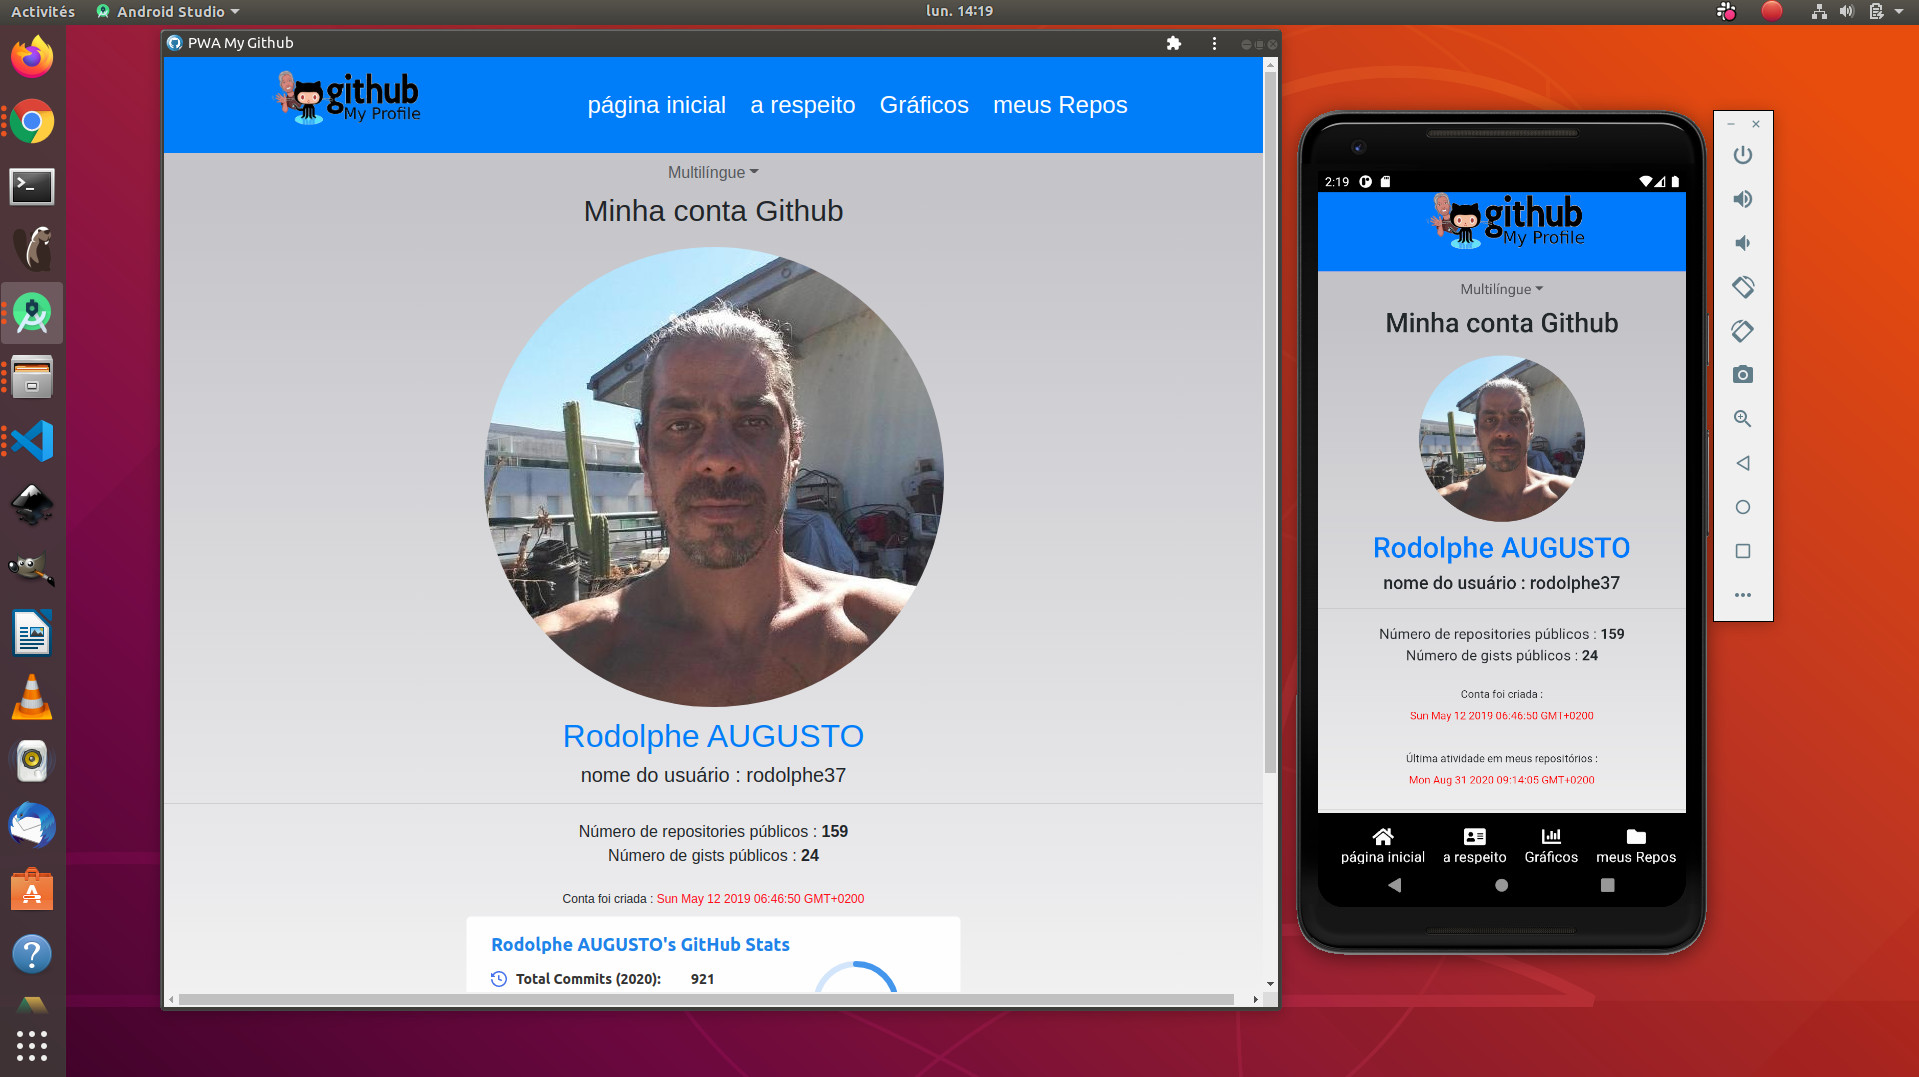 Activités
Android Studio
lun. 14:19
PWA My Github
github
My Profile
página inicial a respeito Gráficos meus Repos
Multilíngue
Minha conta Github
Rodolphe AUGUSTO
nome do usuário : rodolphe37
Número de repositories públicos : 159
Número de gists públicos : 24
Conta foi criada : Sun May 12 2019 06:46:50 GMT+0200
Rodolphe AUGUSTO's GitHub Stats
Total Commits (2020): 921
2:19
github
My Profile
Multilíngue
Minha conta Github
Rodolphe AUGUSTO
nome do usuário : rodolphe37
Número de repositories públicos : 159
Número de gists públicos : 24
Conta foi criada :
Sun May 12 2019 06:46:50 GMT+0200
Última atividade em meus repositórios :
Mon Aug 31 2020 09:14:05 GMT+0200
página inicial a respeito Gráficos meus Repos